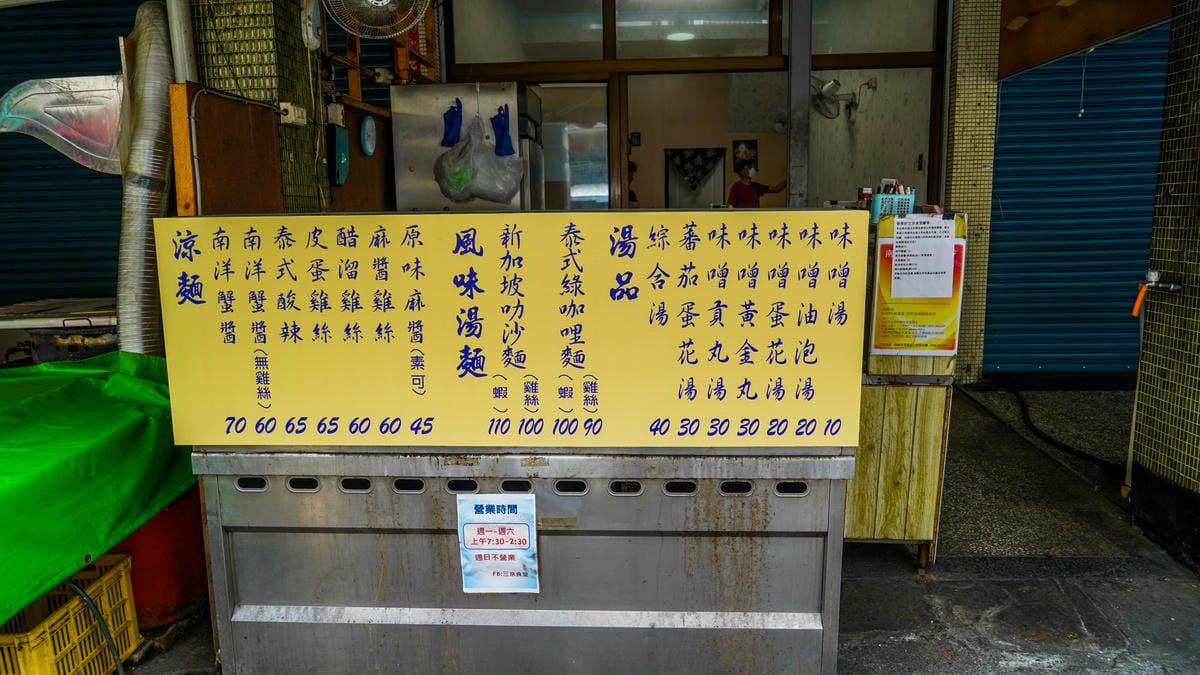 涼麵
南洋蟹醬 70
南洋蟹醬(無雞絲) 60
泰式酸辣 65
皮蛋雞絲 65
醋溜雞絲 60
麻醬雞絲 60
原味麻醬(素可) 45
風味湯麵
新加坡叻沙麵 (蝦) 110 (雞絲) 100
泰式綠咖哩麵 (蝦) 100 (雞絲) 90
湯品
綜合湯 40
蕃茄蛋花湯 30
味噌貢丸湯 30
味噌黃金丸 30
味噌蛋花湯 20
味噌油泡湯 20
味噌湯 10
營業時間
週一~週六
上午7:30-2:30
週日不營業
FB:三京食堂